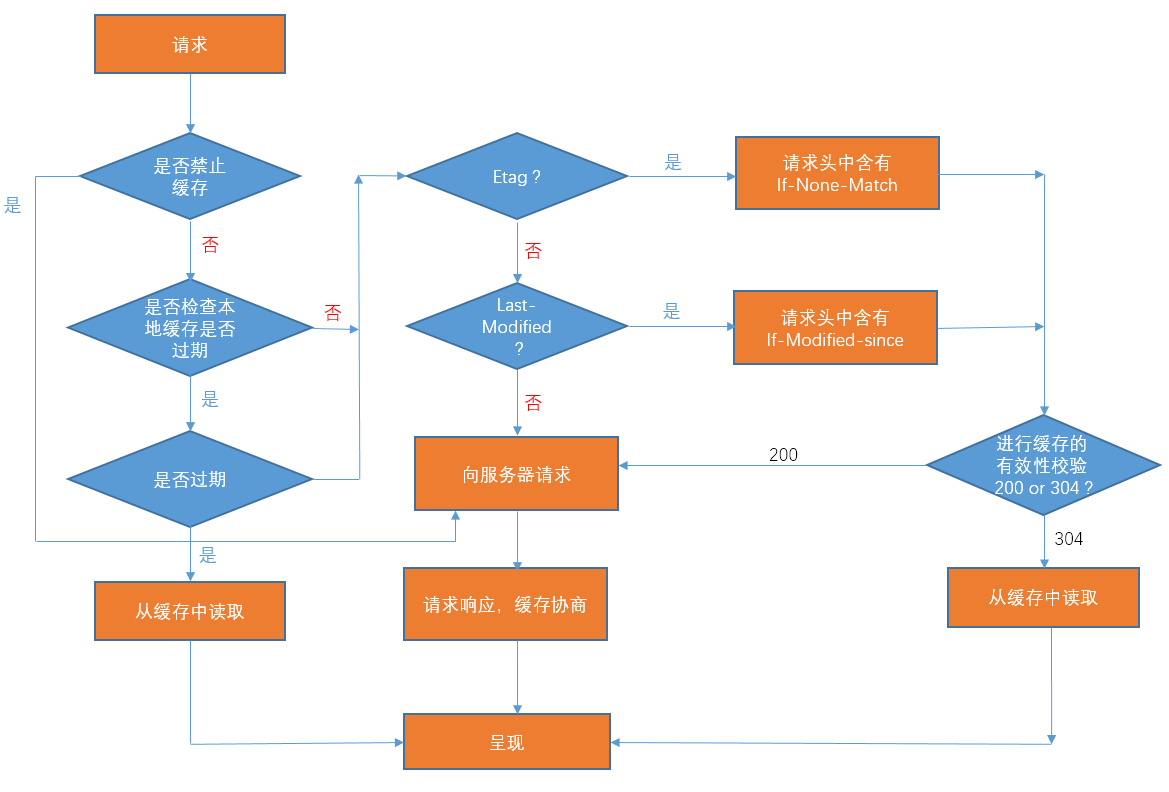 请求
是否禁止
缓存
是
否
是否检查本
地缓存是否
过期
否
是
是否过期
是
从缓存中读取
Etag？
是
请求头中含有
If-None-Match
否
Last-
Modified
？
是
请求头中含有
If-Modified-since
否
向服务器请求
200
进行缓存的
有效性校验
200 or 304？
304
请求响应，缓存协商
从缓存中读取
呈现